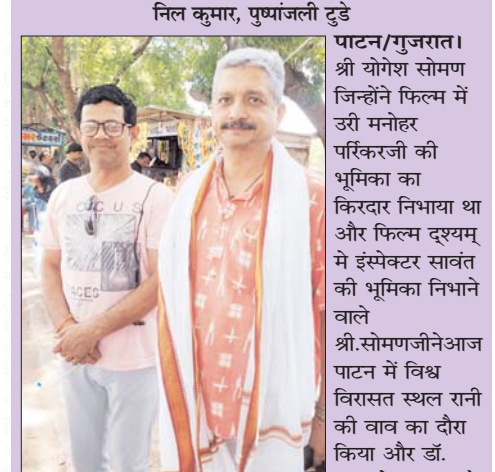 निल कुमार, पुष्पांजली टुडे
पाटन/गुजरात।
श्री योगेश सोमण
जिन्होंने फिल्म में
उरी मनोहर
पर्रिकरजी की
भूमिका का
किरदार निभाया था
और फिल्म दृश्यम्
मे इंस्पेक्टर सावंत
की भूमिका निभाने
वाले
श्री.सोमणजीनेआज
पाटन में विश्व
विरासत स्थल रानी
की वाव का दौरा
किया और डॉ.